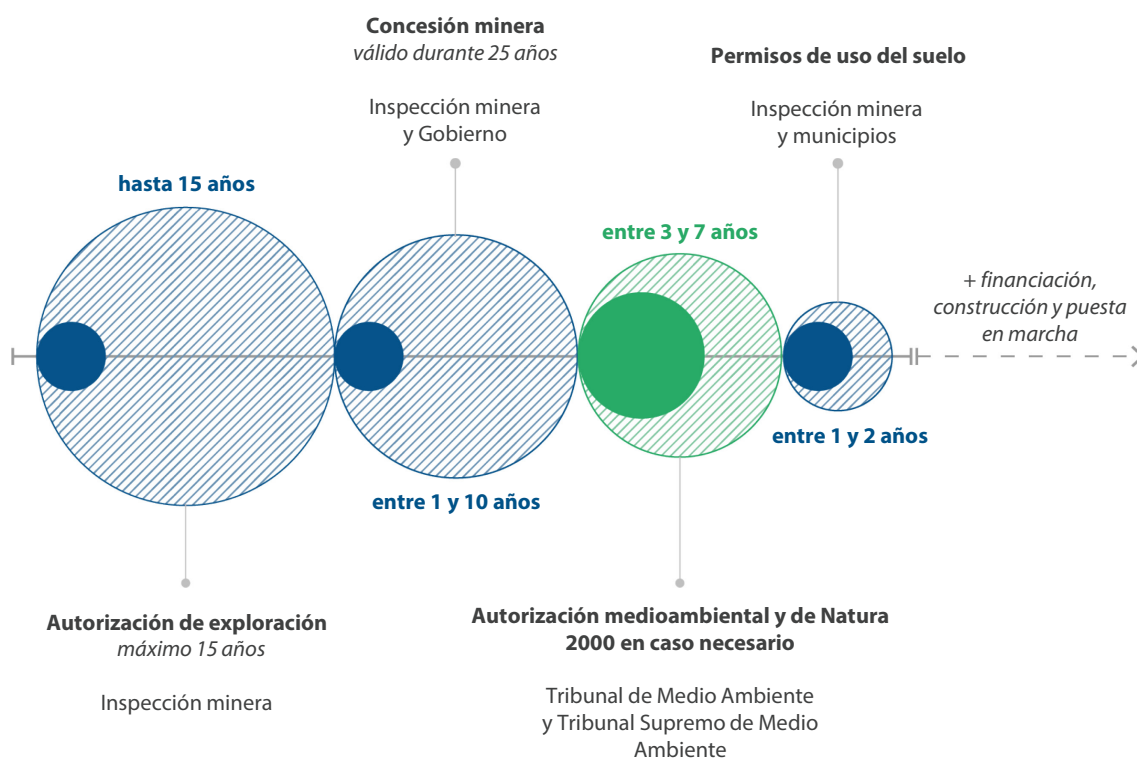 Concesión minera
válido durante 25 años
Inspección minera
y Gobierno
Permisos de uso del suelo
Inspección minera
y municipios
hasta 15 años
entre 3 y 7 años
+ financiación,
construcción y puesta
en marcha
entre 1 y 2 años
entre 1 y 10 años
Autorización de exploración
máximo 15 años
Inspección minera
Autorización medioambiental y de Natura
2000 en caso necesario
Tribunal de Medio Ambiente
y Tribunal Supremo de Medio
Ambiente